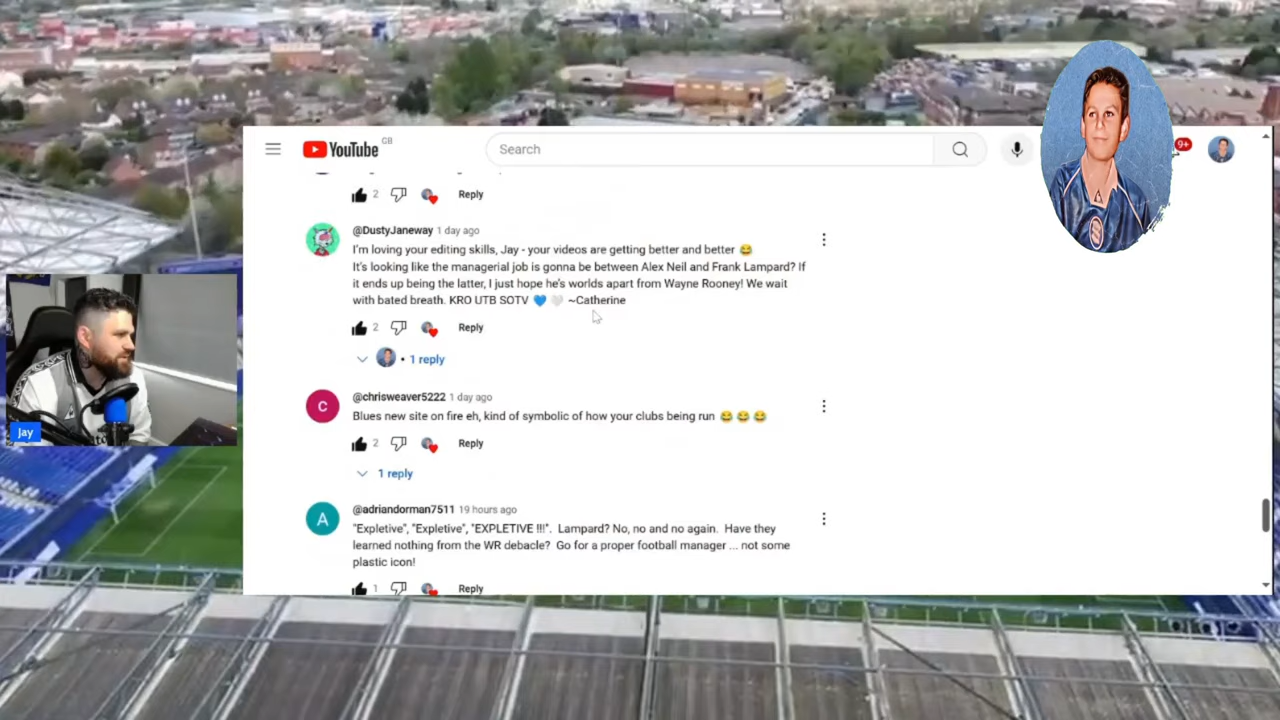 YouTube GB
Search
9+
2 Reply
@DustyJaneway 1 day ago
I'm loving your editing skills, Jay - your videos are getting better and better 😂
It's looking like the managerial job is gonna be between Alex Neil and Frank Lampard? If
it ends up being the latter, I just hope he's worlds apart from Wayne Rooney! We wait
with bated breath. KRO UTB SOTV 💙 🤍 ~Catherine
2 Reply
• 1 reply
C
@chrisweaver5222 1 day ago
Blues new site on fire eh, kind of symbolic of how your clubs being run 😂 😂 😂
2 Reply
1 reply
Jay
A
@adriandorman7511 19 hours ago
"Expletive", "Expletive", "EXPLETIVE !!!". Lampard? No, no and no again. Have they
learned nothing from the WR debacle? Go for a proper football manager ... not some
plastic icon!
1 Reply